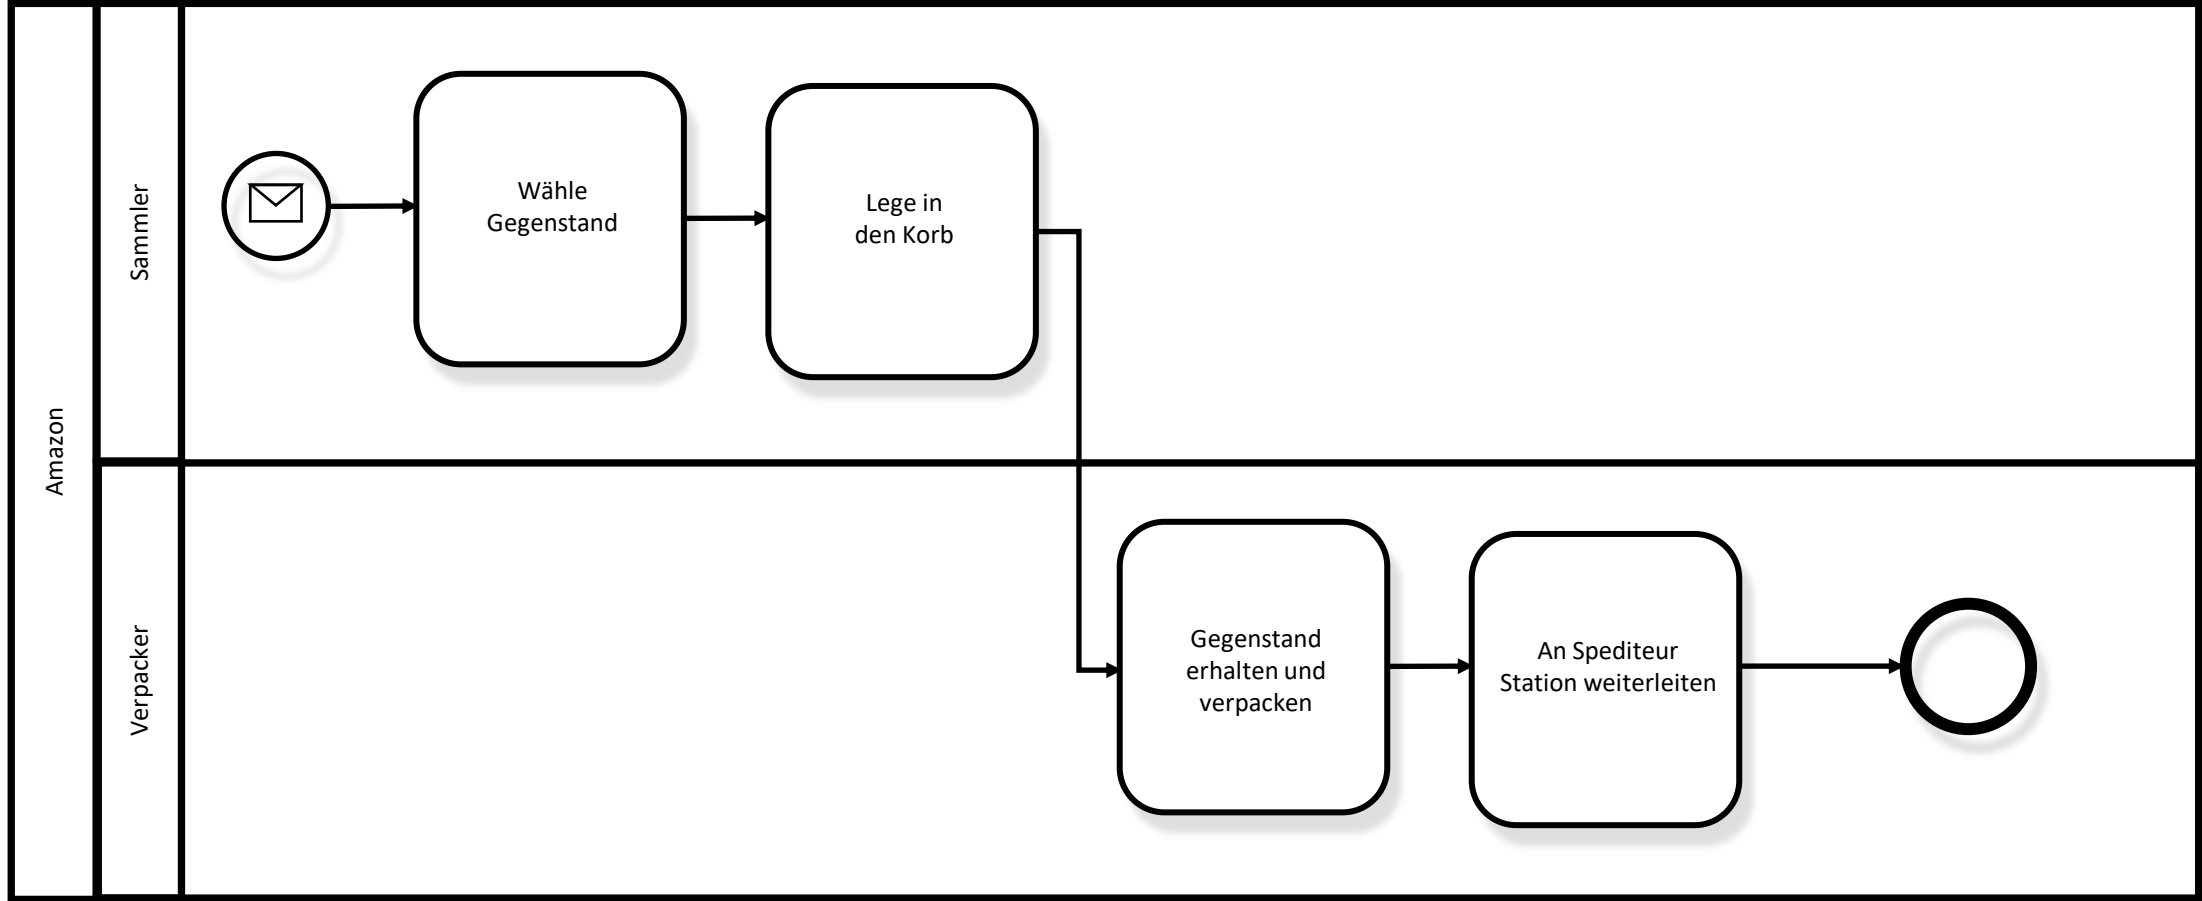 Amazon
Sammler
Wähle
Gegenstand
Lege in
den Korb
Verpacker
Gegenstand
erhalten und
verpacken
An Spediteur
Station weiterleiten